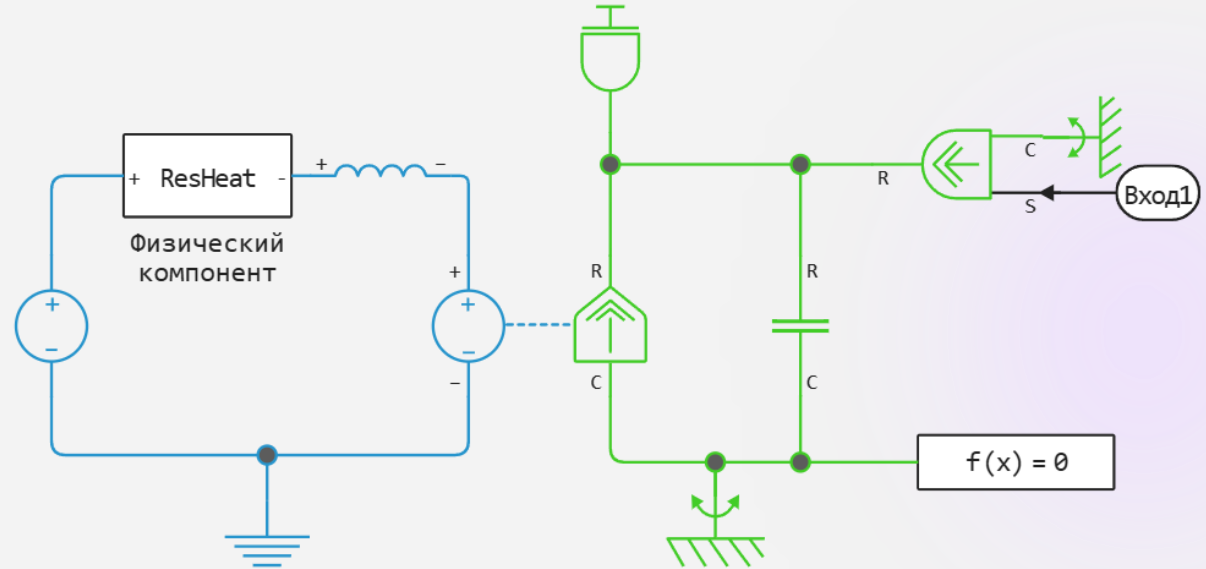 + ResHeat -
Физический
компонент
+ −
+
−
+
+
−
−
R
C
R
C
R
C
S
Вход1
f(x) = 0